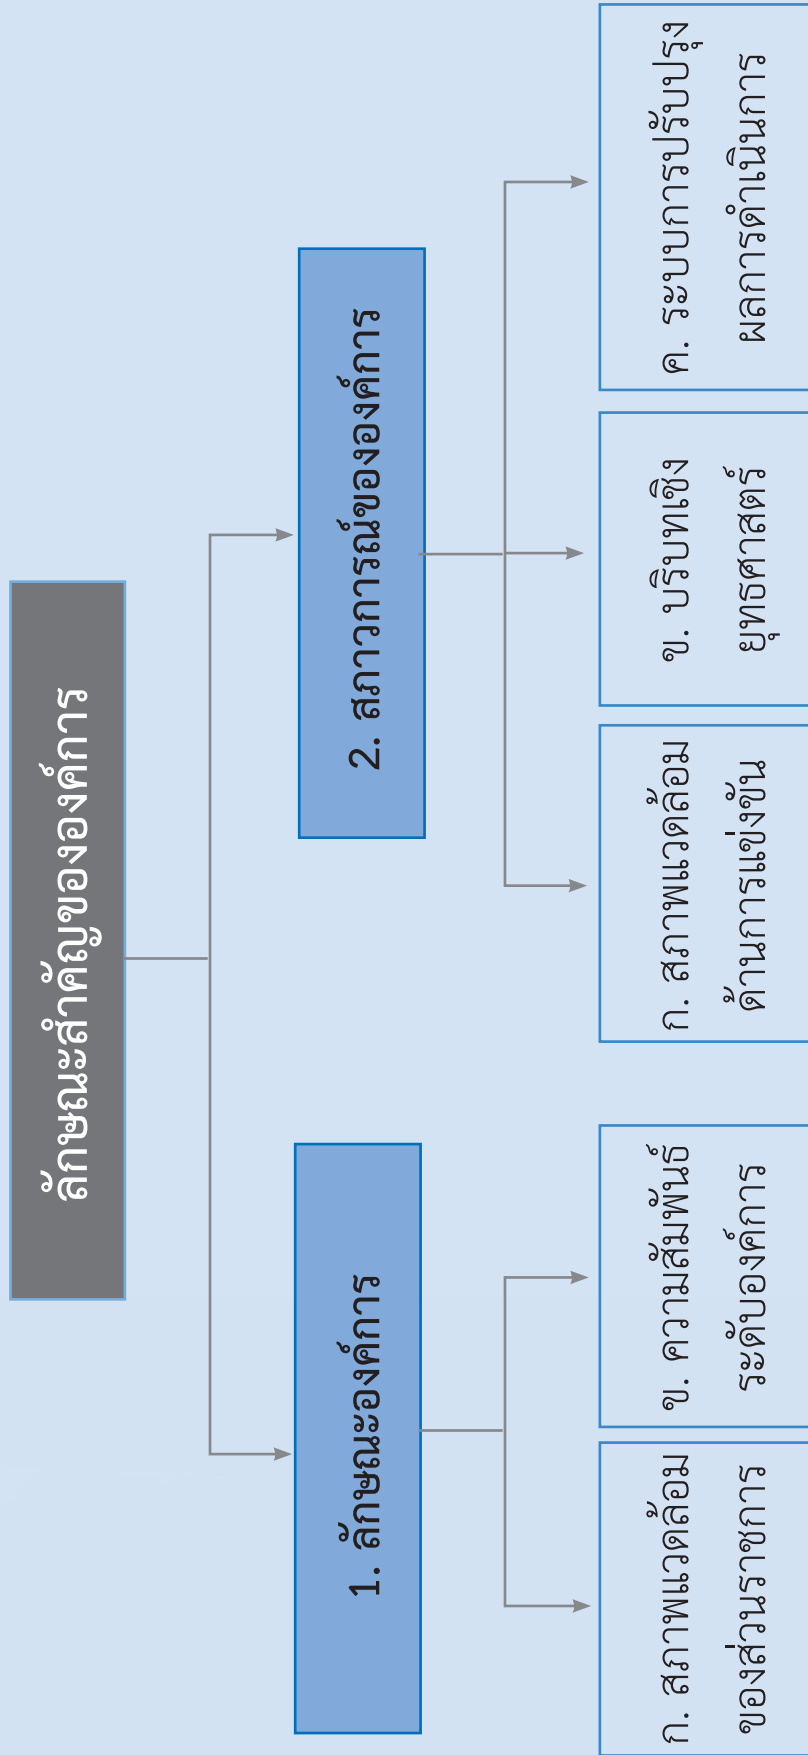 ลักษณะสำคัญขององค์การ
1. ลักษณะองค์การ
2. สภาวการณ์ขององค์การ
ก. สภาพแวดล้อม
ของส่วนราชการ
ข. ความสัมพันธ์
ระดับองค์การ
ก. สภาพแวดล้อม
ด้านการแข่งขัน
ข. บริบทเชิง
ยุทธศาสตร์
ค. ระบบการปรับปรุง
ผลการดำเนินการ